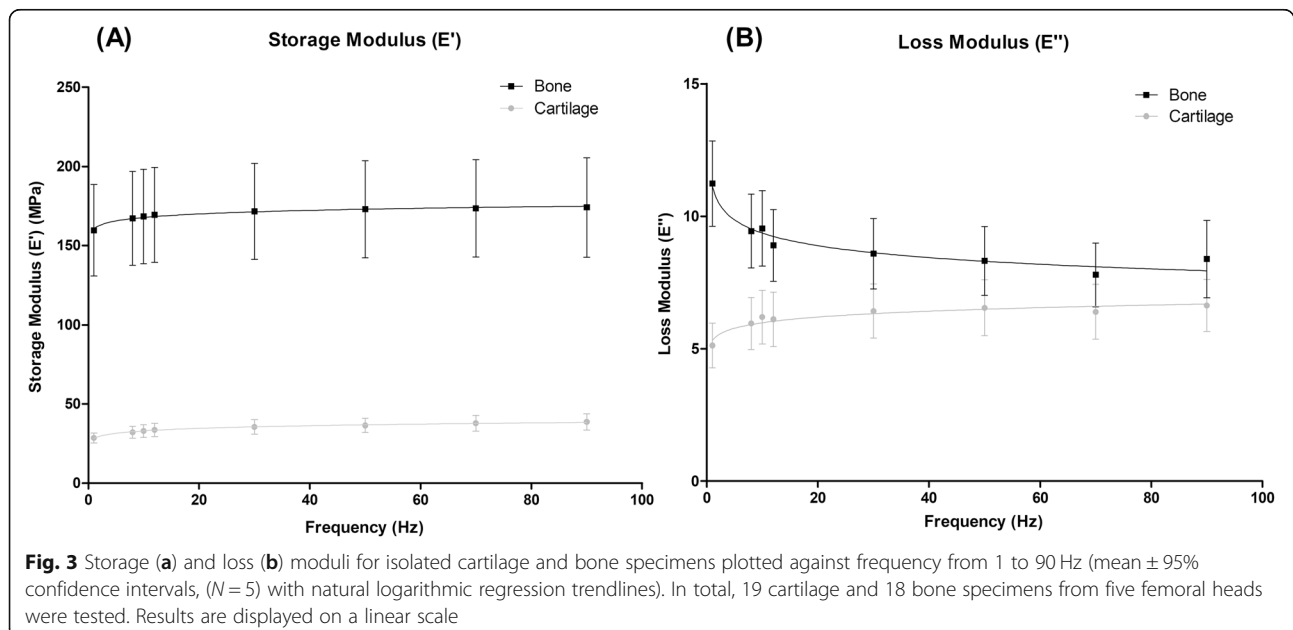 (A)
Storage Modulus (E')
Bone
Cartilage
250
200
150
100
50
0
Storage Modulus (E') (MPa)
0 20 40 60 80 100
Frequency (Hz)
(B)
Loss Modulus (E")
Bone
Cartilage
15
10
5
0
Loss Modulus (E")
0 20 40 60 80 100
Frequency (Hz)
Fig. 3 Storage (a) and loss (b) moduli for isolated cartilage and bone specimens plotted against frequency from 1 to 90 Hz (mean ± 95%
confidence intervals, (N = 5) with natural logarithmic regression trendlines). In total, 19 cartilage and 18 bone specimens from five femoral heads
were tested. Results are displayed on a linear scale